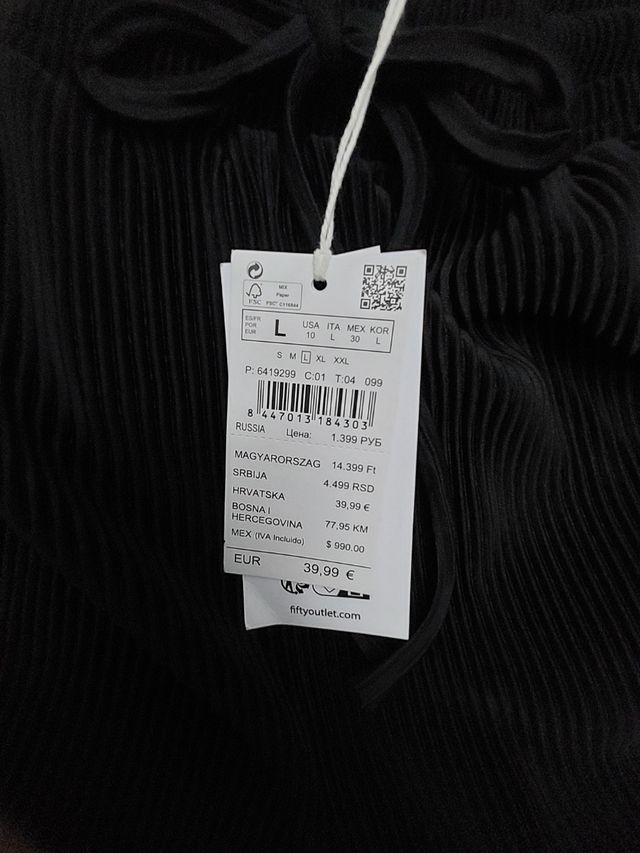 MIX
Paper
FSC
FSC® C116844
ES/FR
POR
EUR
L
USA ITA MEX KOR
10 L 30 L
S M L XL XXL
P: 6419299 C:01 T:04 099
8 447013 184303
RUSSIA Цена: 1.399 РУБ
MAGYARORSZAG 14.399 Ft
SRBIJA 4.499 RSD
HRVATSKA 39,99 €
BOSNA I
HERCEGOVINA 77,95 KM
MEX (IVA Incluido) $ 990.00
EUR 39,99 €
fiftyoutlet.com